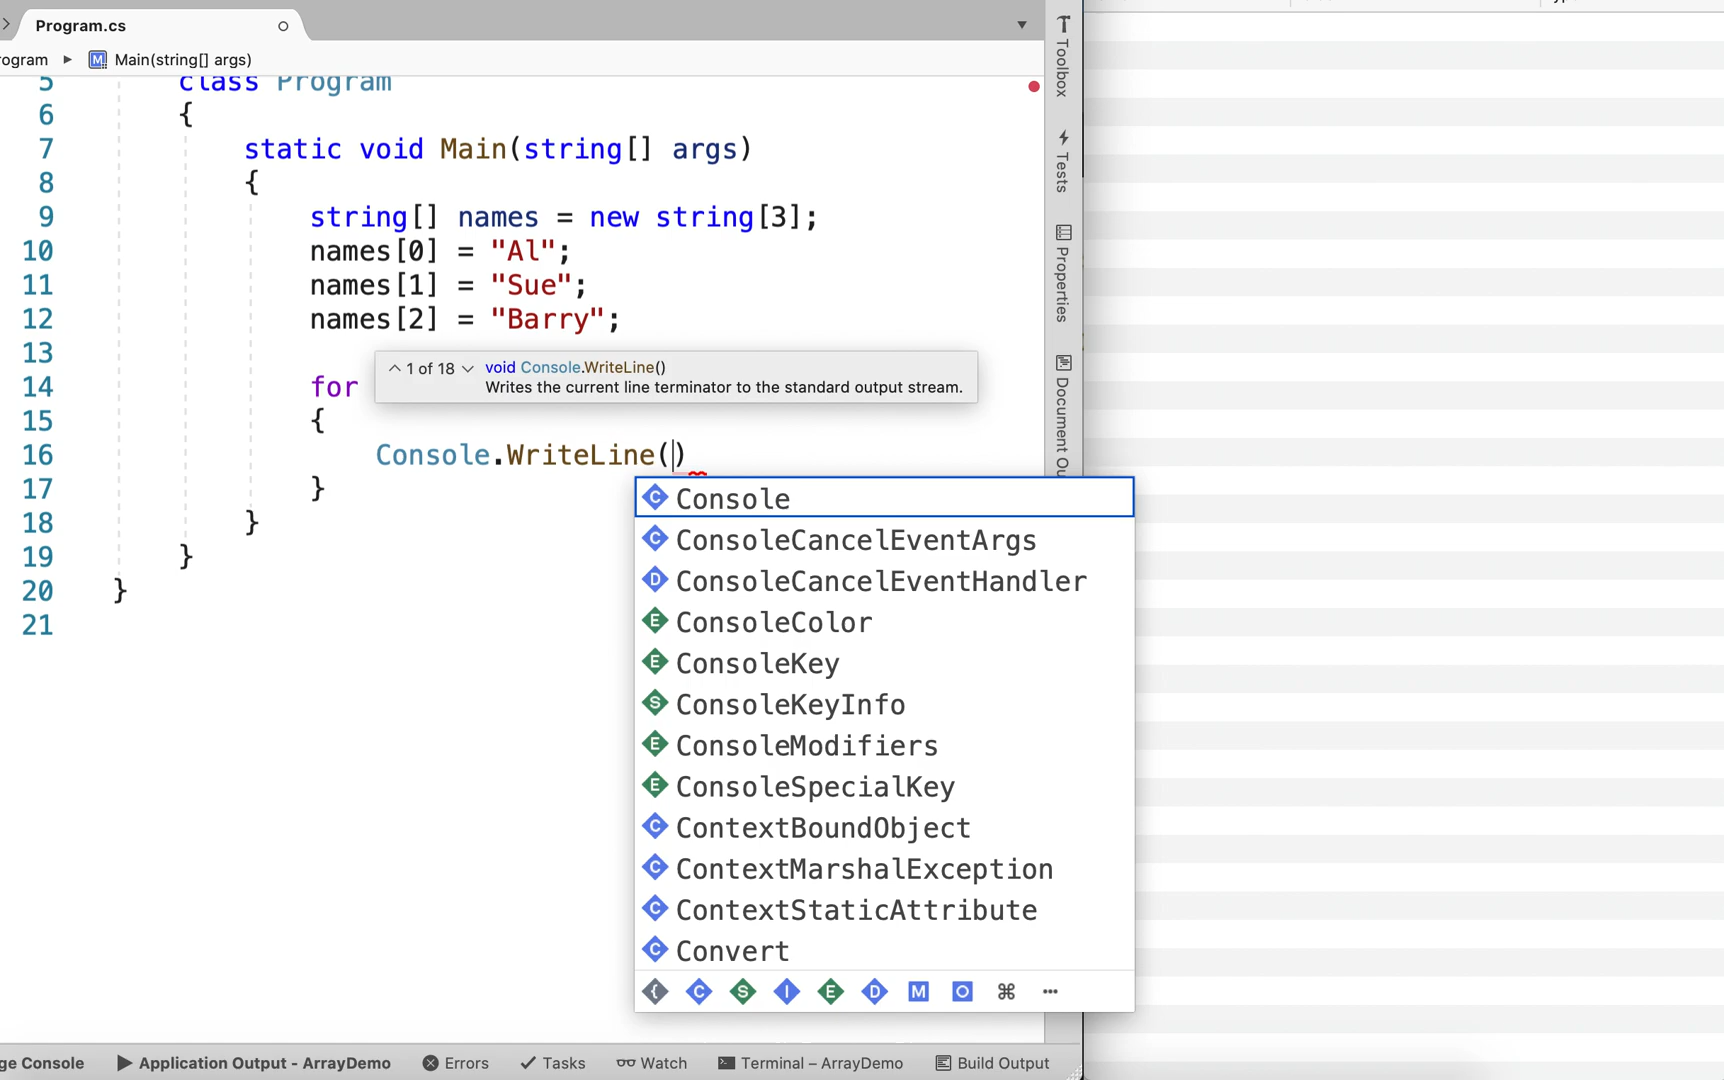 Program.cs
rogram ▶ M Main(string[] args)
5 class Program
6 {
7 static void Main(string[] args)
8 {
9 string[] names = new string[3];
10 names[0] = "Al";
11 names[1] = "Sue";
12 names[2] = "Barry";
13
1 of 18 void Console.WriteLine()
Writes the current line terminator to the standard output stream.
14 for
15 {
16 Console.WriteLine()
17 }
18 }
19 }
20 }
21
C Console
C ConsoleCancelEventArgs
D ConsoleCancelEventHandler
E ConsoleColor
E ConsoleKey
S ConsoleKeyInfo
E ConsoleModifiers
E ConsoleSpecialKey
C ContextBoundObject
C ContextMarshalException
C ContextStaticAttribute
C Convert
{ C S I E D M O ⌘ •••
Toolbox
Tests
Properties
Document Ou
ge Console Application Output - ArrayDemo Errors Tasks Watch Terminal – ArrayDemo Build Output